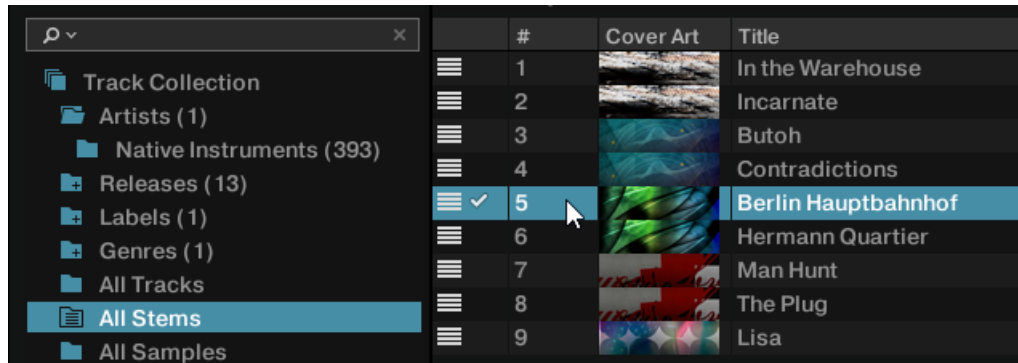 Track Collection
Artists (1)
Native Instruments (393)
Releases (13)
Labels (1)
Genres (1)
All Tracks
All Stems
All Samples
# Cover Art Title
1 In the Warehouse
2 Incarnate
3 Butoh
4 Contradictions
5 Berlin Hauptbahnhof
6 Hermann Quartier
7 Man Hunt
8 The Plug
9 Lisa